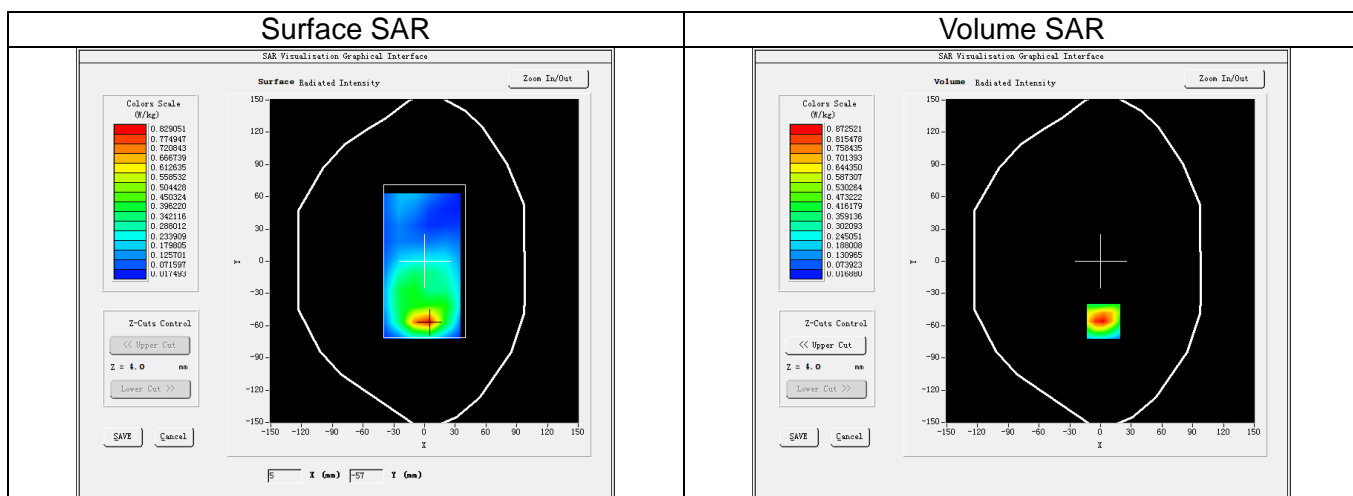 Surface SAR
SAR Visualisation Graphical Interface
Surface Radiated Intensity
Zoom In/Out
Colors Scale
(W/kg)
0.829051
0.774947
0.720843
0.666739
0.612635
0.558532
0.504428
0.450324
0.396220
0.342116
0.288012
0.233909
0.179805
0.125701
0.071597
0.017493
Z-Cuts Control
<< Upper Cut
Z = 4.0 mm
Lower Cut >>
SAVE Cancel
150
120
90
60
30
0
-30
-60
-90
-120
-150
Y
-150 -120 -90 -60 -30 0 30 60 90 120 150
X
5 X (mm) -57 Y (mm)
Volume SAR
SAR Visualisation Graphical Interface
Volume Radiated Intensity
Zoom In/Out
Colors Scale
(W/kg)
0.872521
0.815478
0.758435
0.701393
0.644350
0.587307
0.530264
0.473222
0.416179
0.359136
0.302093
0.245051
0.188008
0.130965
0.073923
0.016880
Z-Cuts Control
<< Upper Cut
Z = 4.0 mm
Lower Cut >>
SAVE Cancel
150
120
90
60
30
0
-30
-60
-90
-120
-150
Y
-150 -120 -90 -60 -30 0 30 60 90 120 150
X